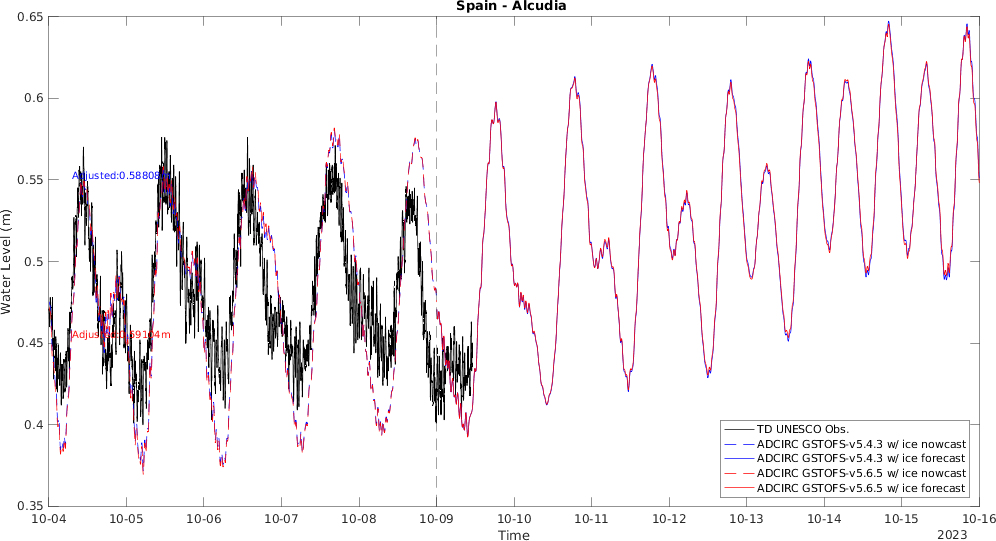 Spain - Alcudia
Water Level (m)
0.65
0.6
0.55
0.5
0.45
0.4
0.35
Adjusted:0.58808m
TD UNESCO Obs.
ADCIRC GSTOFS-v5.4.3 w/ ice nowcast
ADCIRC GSTOFS-v5.4.3 w/ ice forecast
ADCIRC GSTOFS-v5.6.5 w/ ice nowcast
ADCIRC GSTOFS-v5.6.5 w/ ice forecast
10-04 10-05 10-06 10-07 10-08 10-09 10-10 10-11 10-12 10-13 10-14 10-15 10-16
Time
2023